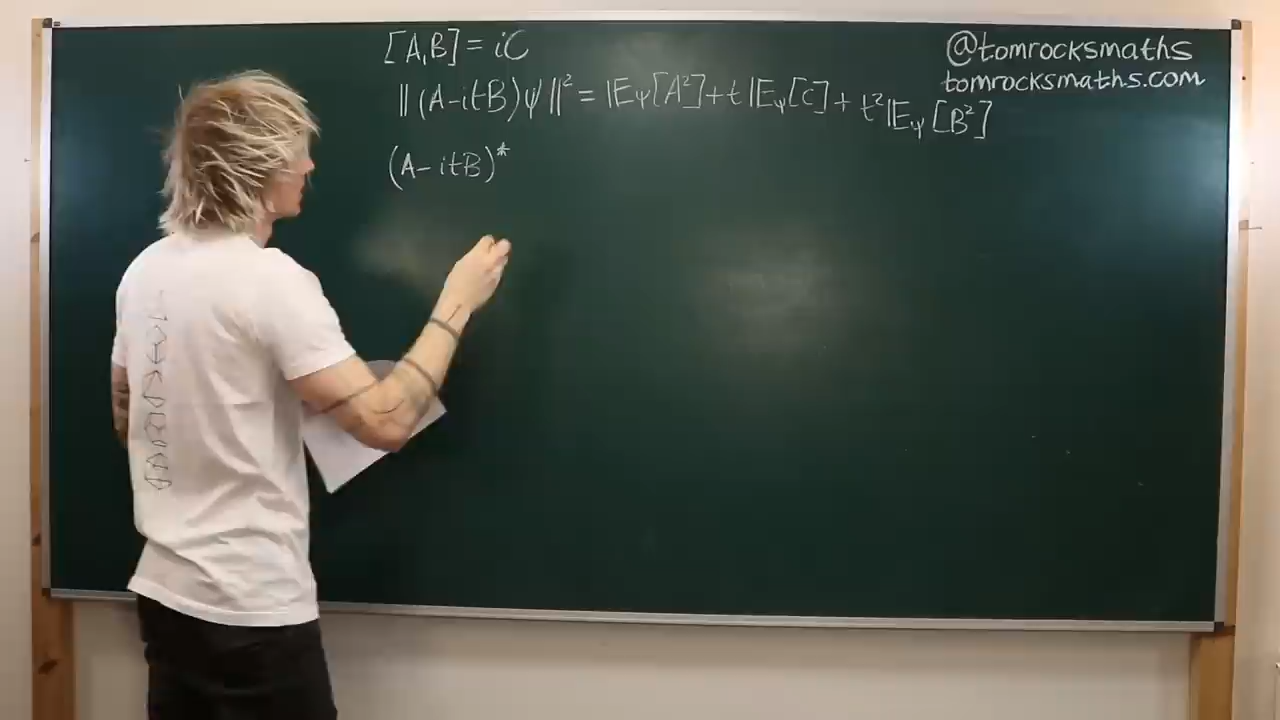 [A,B] = iC
@tomrocksmaths
tomrocksmaths.com
||(A-itB)ψ||² = 𝔼ψ[A²] + t𝔼ψ[C] + t²𝔼ψ[B²]
(A-itB)*